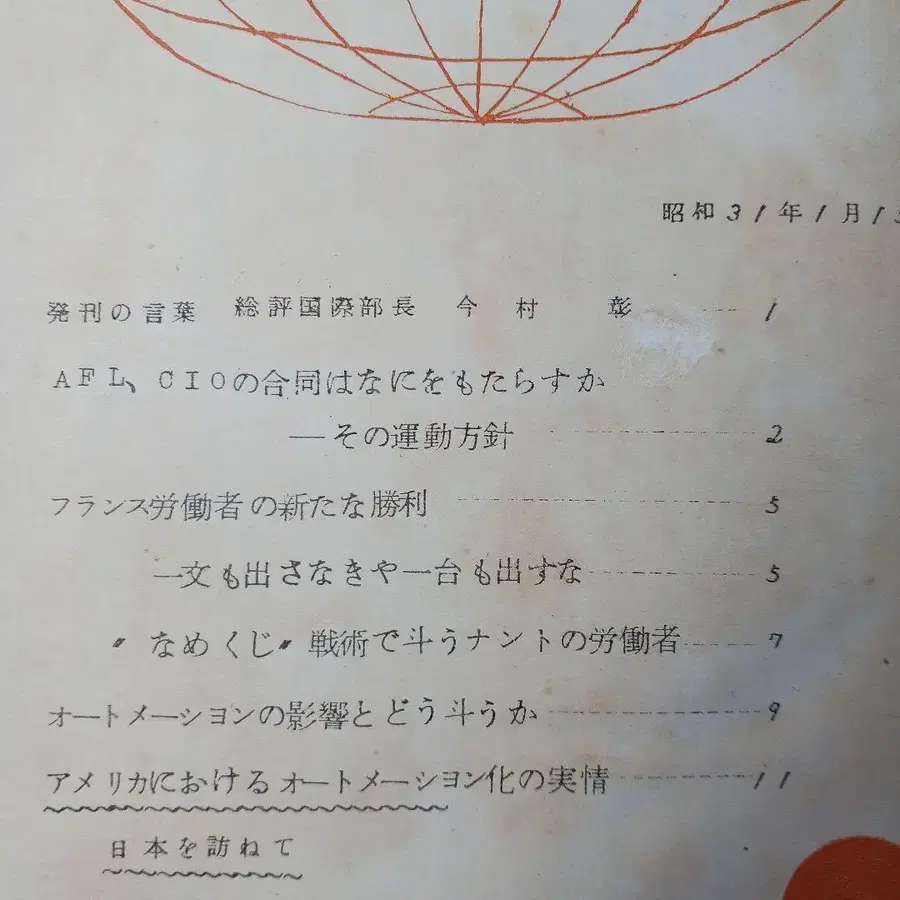 昭和31年1月1
発刊の言葉 総評国際部長 今村 彰 ---- 1
AFL、CIOの合同はなにをもたらすか
—その運動方針 ---- 2
フランス労働者の新たな勝利 ---- 5
一文も出さなきや一台も出すな ---- 5
〃なめくじ〃戦術で斗うナントの労働者 ---- 7
オートメーションの影響とどう斗うか ---- 9
アメリカにおけるオートメーション化の実情 ---- 11
日本を訪ねて